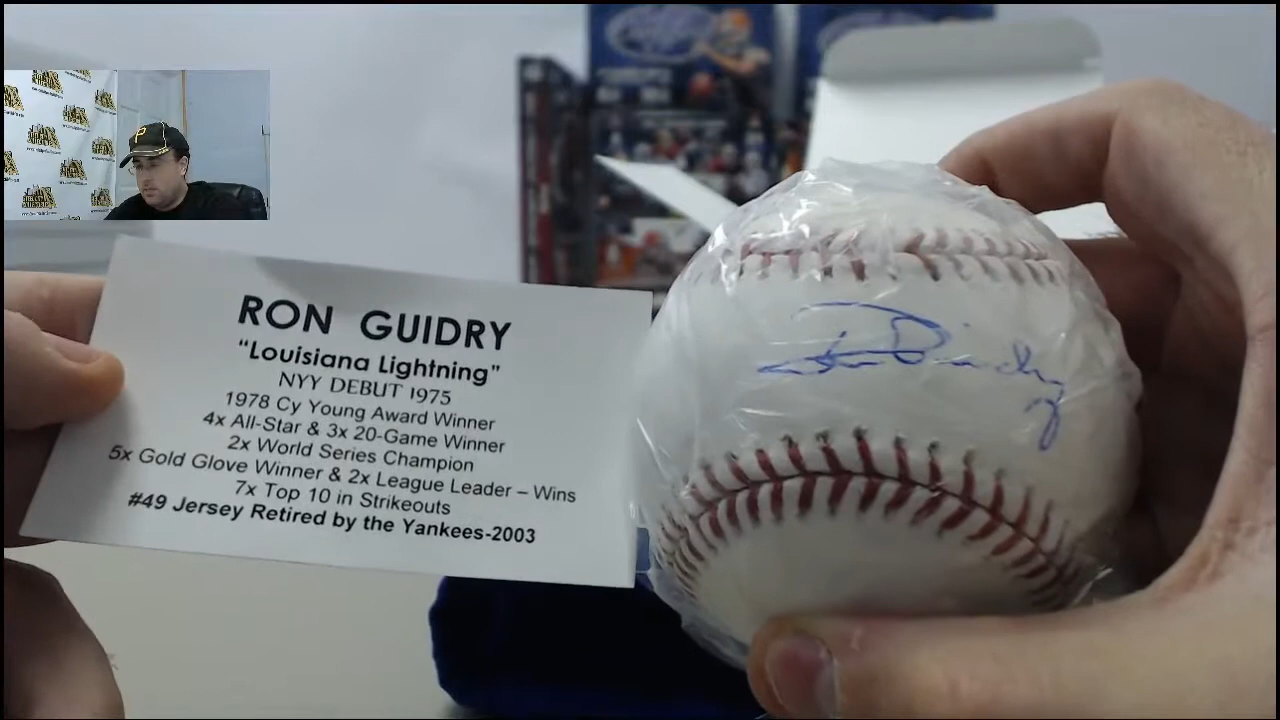 RON GUIDRY
"Louisiana Lightning"
NYY DEBUT 1975
1978 Cy Young Award Winner
4x All-Star & 3x 20-Game Winner
2x World Series Champion
5x Gold Glove Winner & 2x League Leader – Wins
7x Top 10 in Strikeouts
#49 Jersey Retired by the Yankees-2003
Ron Guidry
P